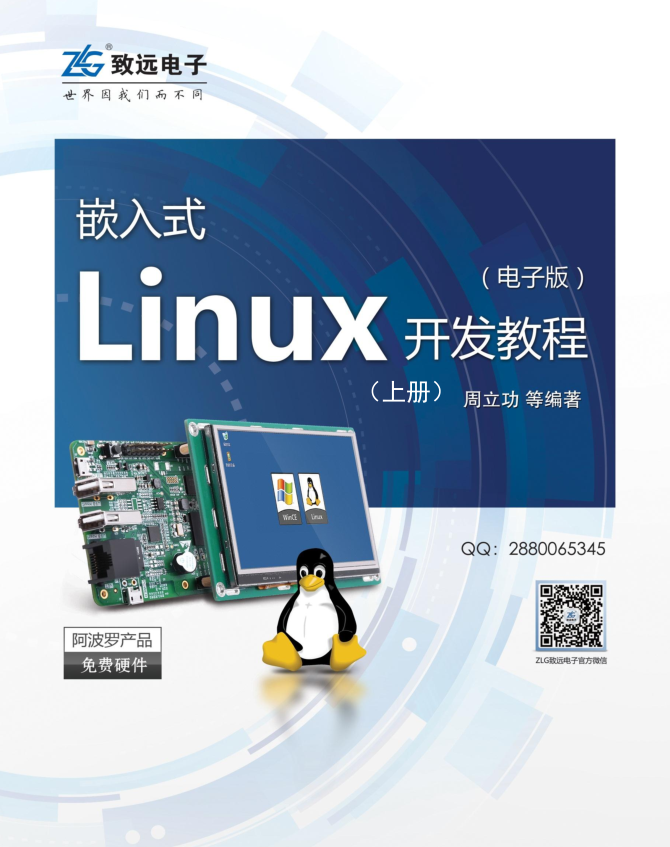 ZLG® 致远电子
世界因我们而不同
嵌入式
（电子版）
Linux 开发教程
（上册） 周立功 等编著
WinCE Linux
QQ：2880065345
ZLG
ZLG致远电子官方微信
阿波罗产品
免费硬件